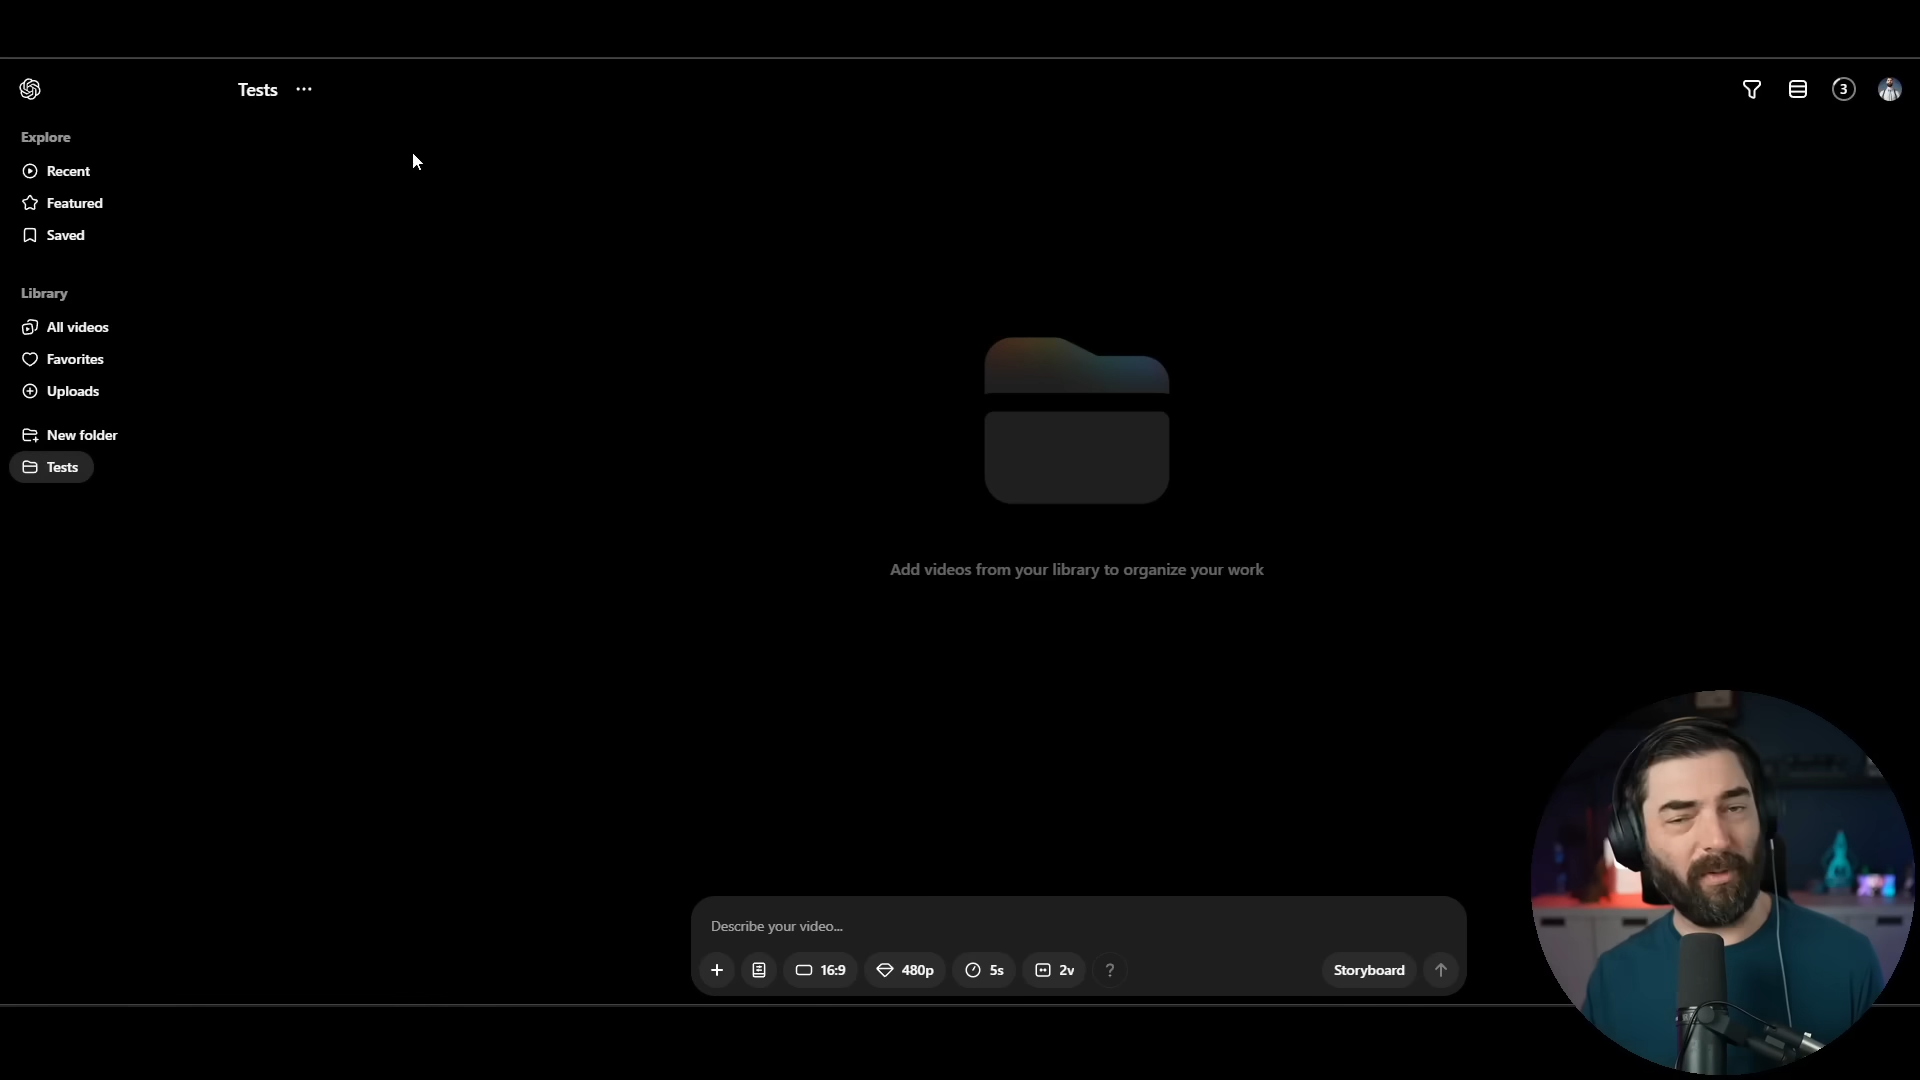 Tests ...
3
Explore
Recent
Featured
Saved
Library
All videos
Favorites
Uploads
New folder
Tests
Add videos from your library to organize your work
Describe your video...
+ 16:9 480p 5s 2v ? Storyboard